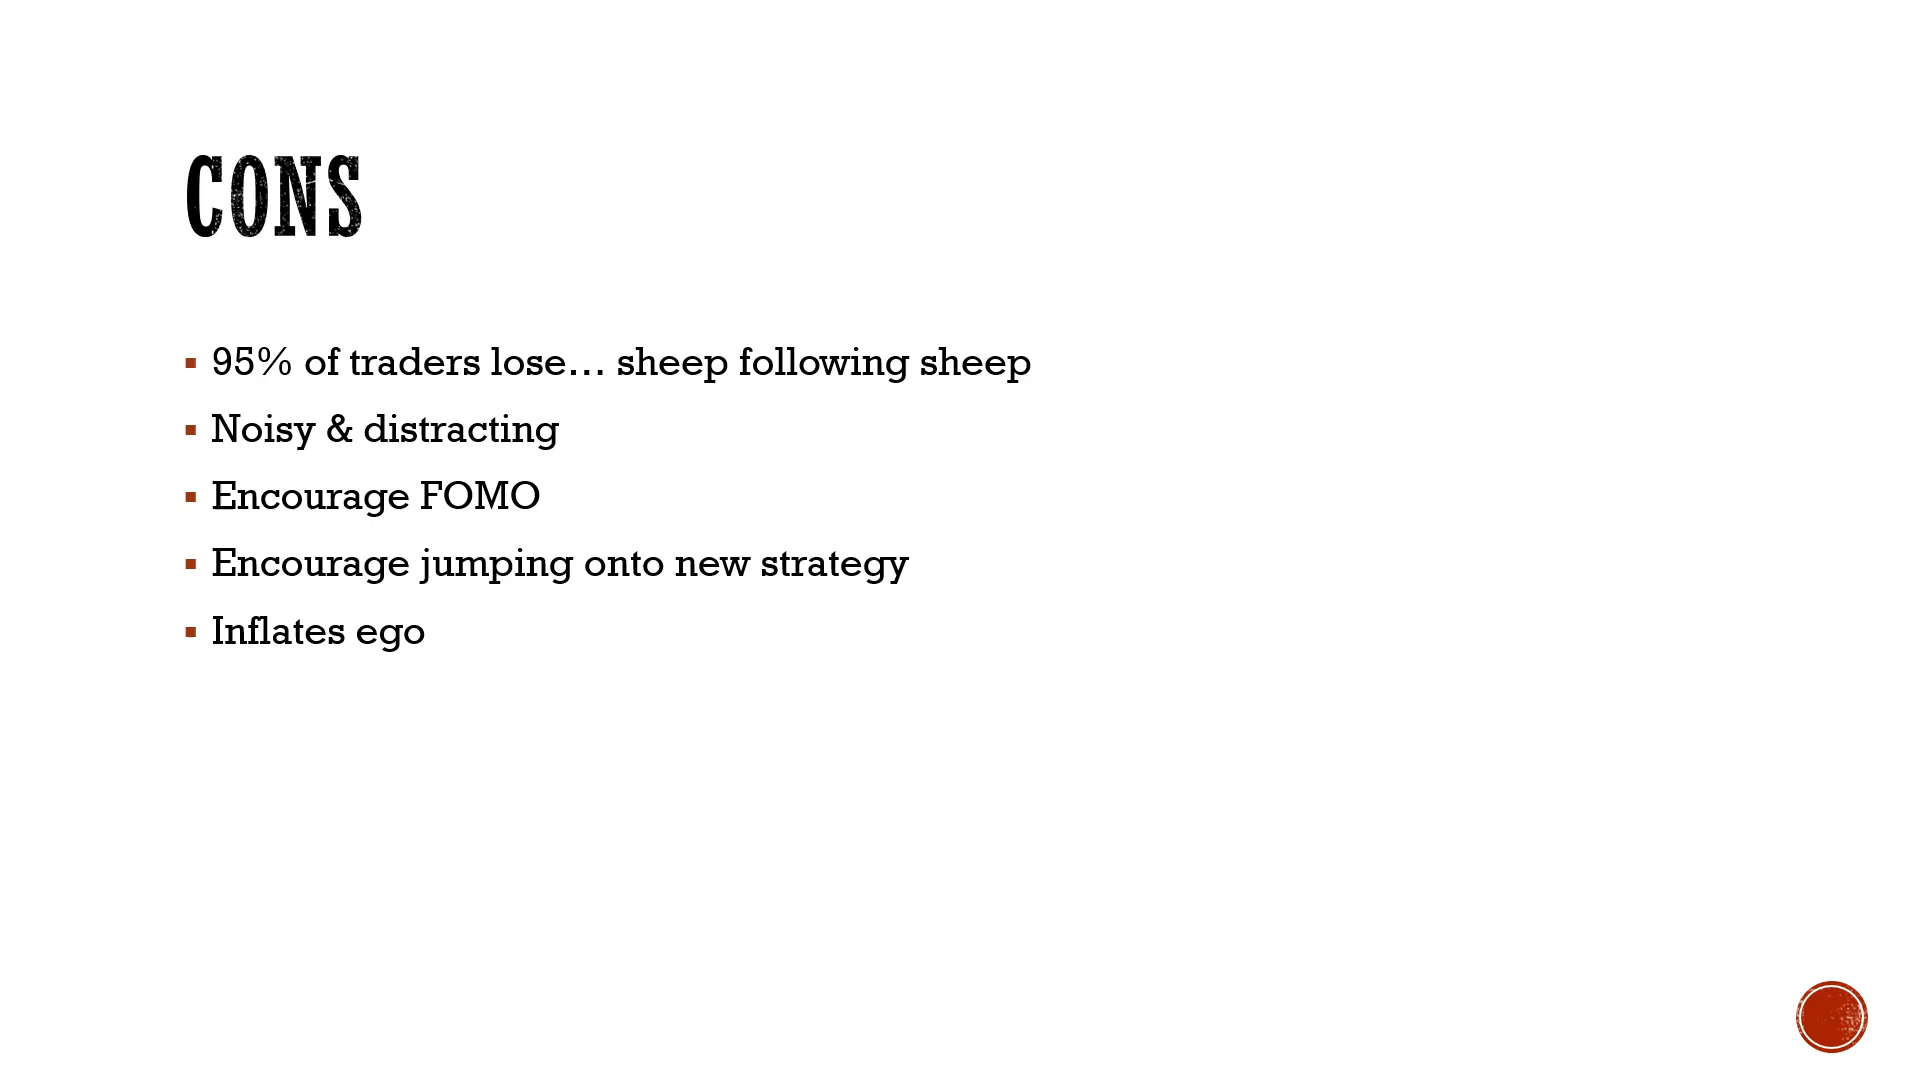 CONS
▪ 95% of traders lose... sheep following sheep
▪ Noisy & distracting
▪ Encourage FOMO
▪ Encourage jumping onto new strategy
▪ Inflates ego